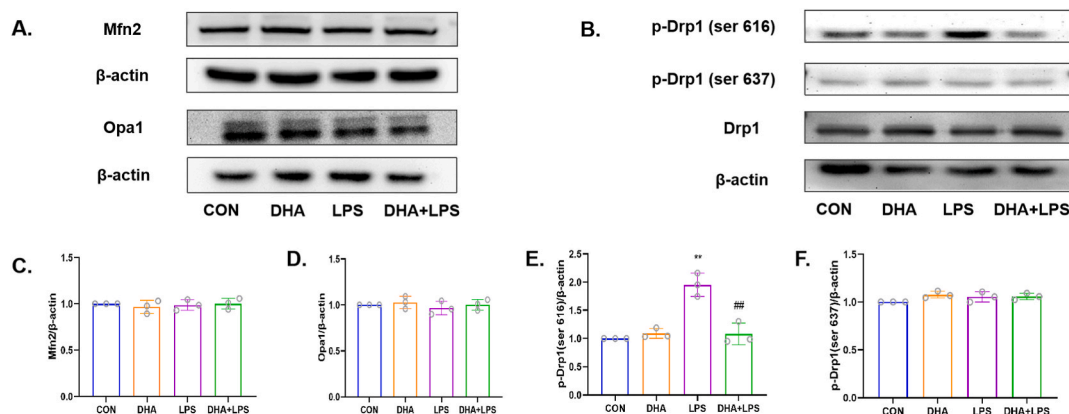 A.
Mfn2
β-actin
Opa1
β-actin
CON DHA LPS DHA+LPS
B.
p-Drp1 (ser 616)
p-Drp1 (ser 637)
Drp1
β-actin
CON DHA LPS DHA+LPS
C.
Mfn2/β-actin
1.5
1.0
0.5
0.0
CON DHA LPS DHA+LPS
D.
Opa1/β-actin
1.5
1.0
0.5
0.0
CON DHA LPS DHA+LPS
E.
p-Drp1(ser 616)/β-actin
2.5
2.0
1.5
1.0
0.5
0.0
**
##
CON DHA LPS DHA+LPS
F.
p-Drp1(ser 637)/β-actin
1.5
1.0
0.5
0.0
CON DHA LPS DHA+LPS